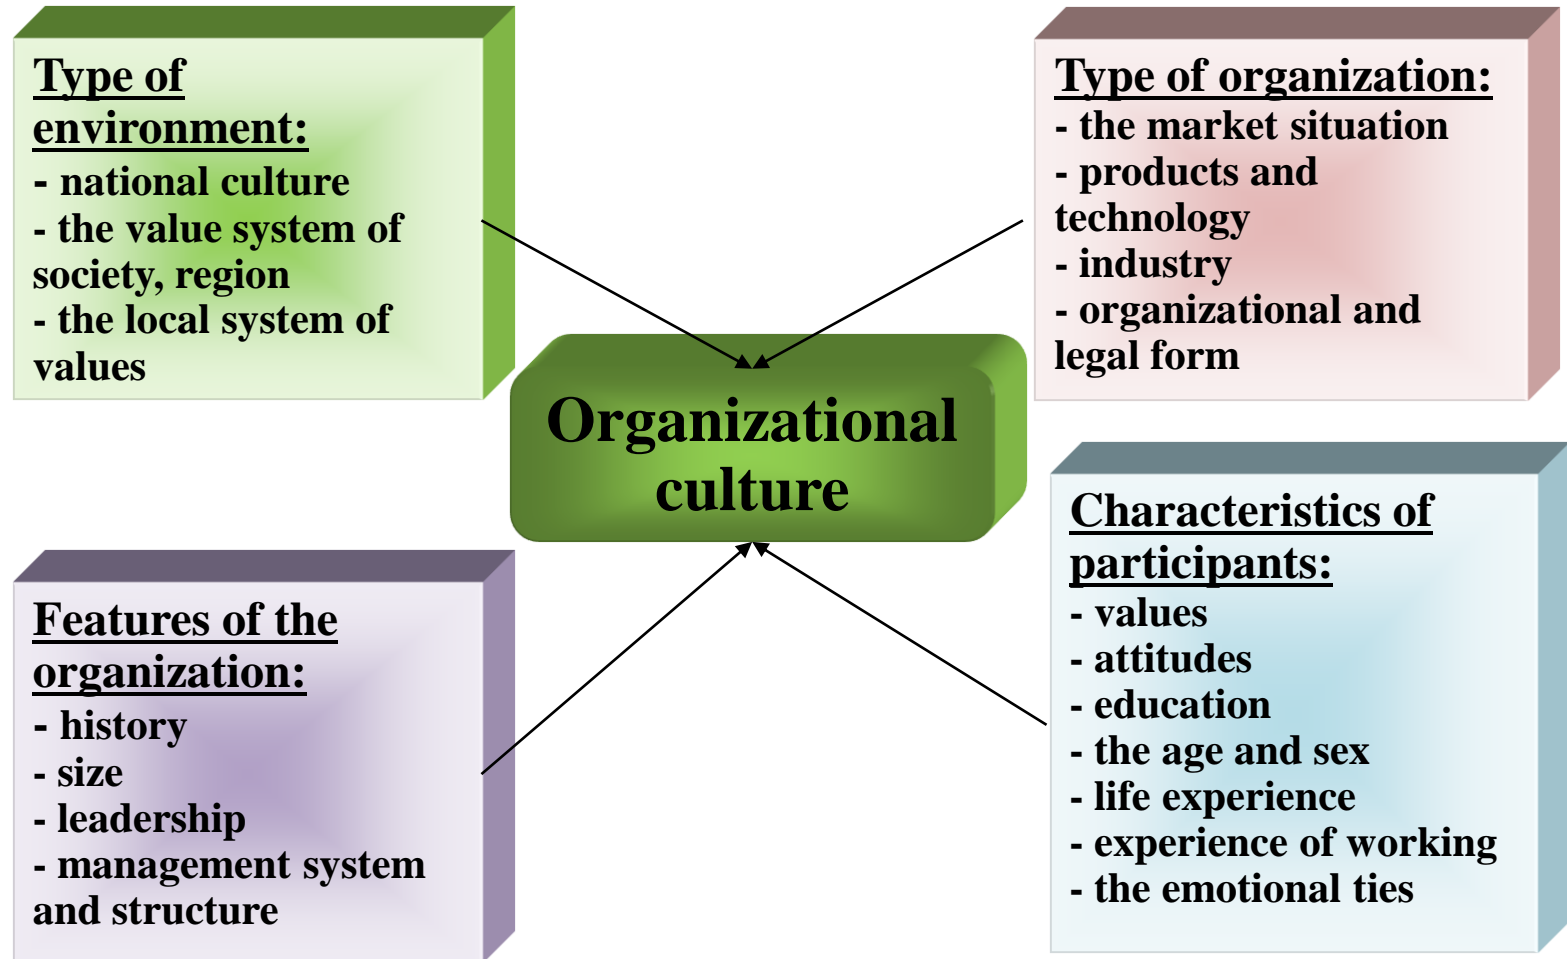 Type of
environment:
- national culture
- the value system of
society, region
- the local system of
values
Type of organization:
- the market situation
- products and
technology
- industry
- organizational and
legal form
Organizational
culture
Features of the
organization:
- history
- size
- leadership
- management system
and structure
Characteristics of
participants:
- values
- attitudes
- education
- the age and sex
- life experience
- experience of working
- the emotional ties